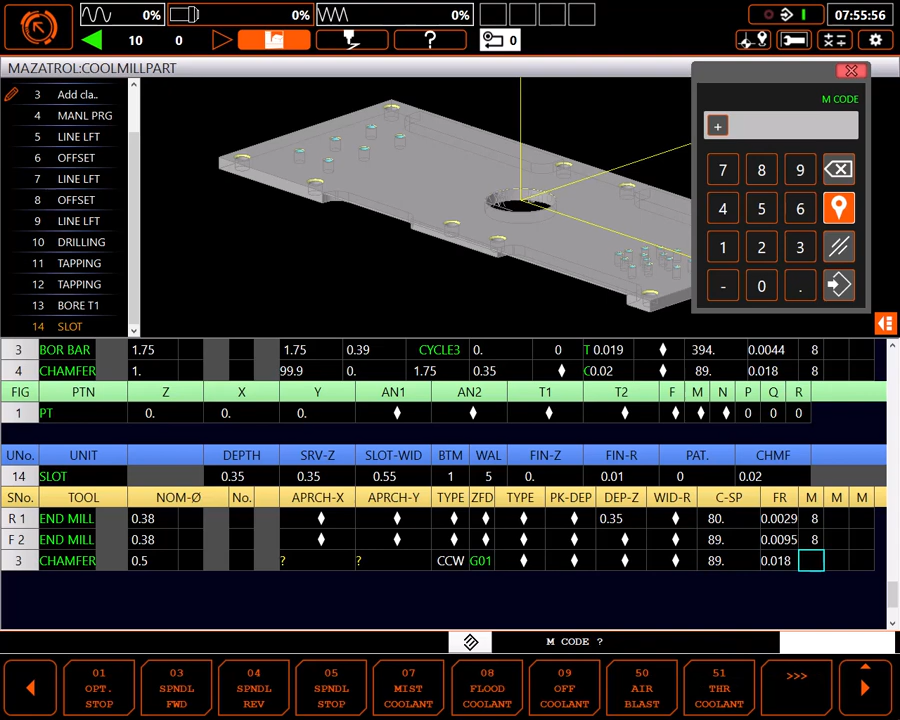 0% 0% 0% 07:55:56
10 0 ? 0
MAZATROL:COOLMILLPART
3 Add cla..
4 MANL PRG
5 LINE LFT
6 OFFSET
7 LINE LFT
8 OFFSET
9 LINE LFT
10 DRILLING
11 TAPPING
12 TAPPING
13 BORE T1
14 SLOT
M CODE
+
7 8 9
4 5 6
1 2 3
- 0 .
3 BOR BAR 1.75 1.75 0.39 CYCLE3 0. 0 T 0.019 ♦ 394. 0.0044 8
4 CHAMFER 1. 99.9 0. 1.75 0.35 ♦ C0.02 ♦ 89. 0.018 8
FIG PTN Z X Y AN1 AN2 T1 T2 F M N P Q R
1 PT 0. 0. 0. ♦ ♦ ♦ ♦ ♦ ♦ ♦ 0 0 0
UNo. UNIT DEPTH SRV-Z SLOT-WID BTM WAL FIN-Z FIN-R PAT. CHMF
14 SLOT 0.35 0.35 0.55 1 5 0. 0.01 0 0.02
SNo. TOOL NOM-Ø No. APRCH-X APRCH-Y TYPE ZFD TYPE PK-DEP DEP-Z WID-R C-SP FR M M M
R 1 END MILL 0.38 ♦ ♦ ♦ ♦ ♦ ♦ 0.35 ♦ 80. 0.0029 8
F 2 END MILL 0.38 ♦ ♦ ♦ ♦ ♦ ♦ ♦ ♦ 89. 0.0095 8
3 CHAMFER 0.5 ? ? CCW G01 ♦ ♦ ♦ ♦ 89. 0.018
M CODE ?
01 OPT. STOP
03 SPNDL FWD
04 SPNDL REV
05 SPNDL STOP
07 MIST COOLANT
08 FLOOD COOLANT
09 OFF COOLANT
50 AIR BLAST
51 THR COOLANT
>>>